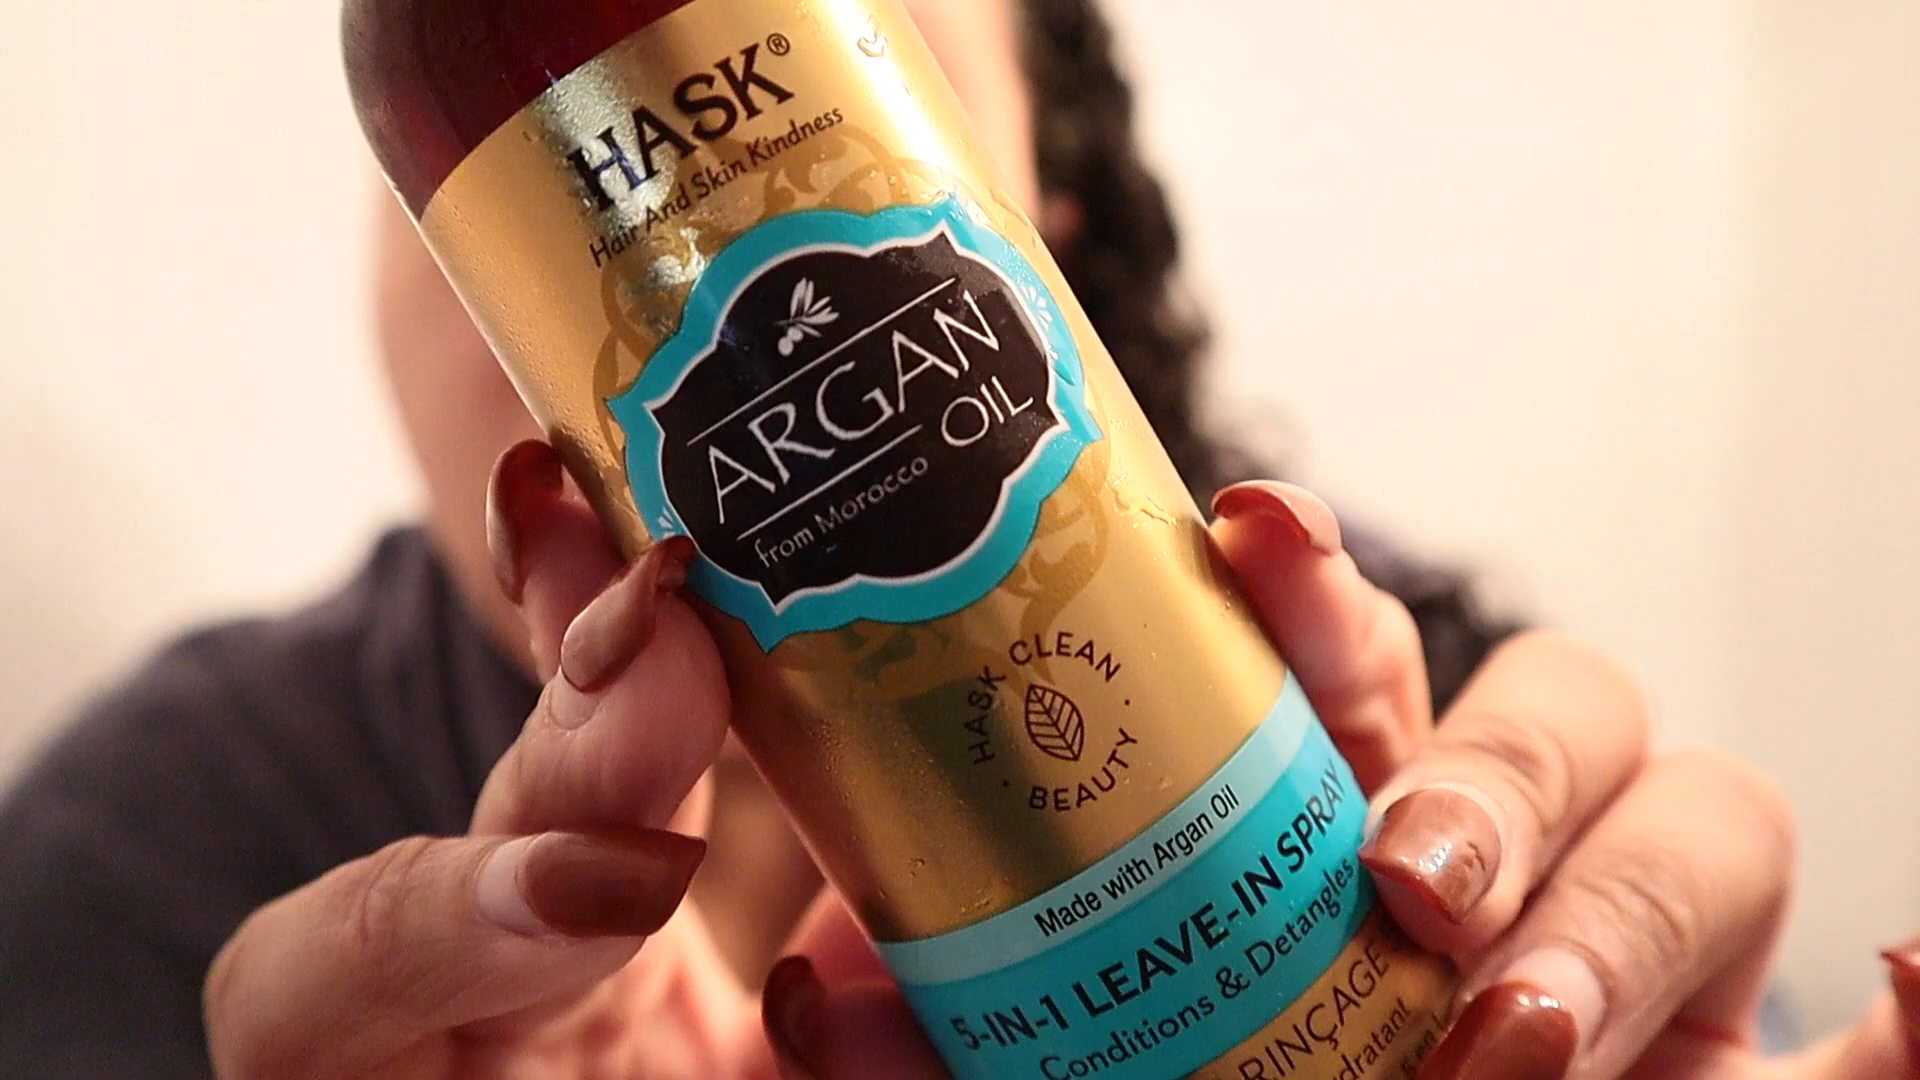 HASK®
Hair And Skin Kindness
ARGAN
OIL
from Morocco
HASK CLEAN
BEAUTY
Made with Argan Oil
5-IN-1 LEAVE-IN SPRAY
Conditions & Detangles
RINÇAGE